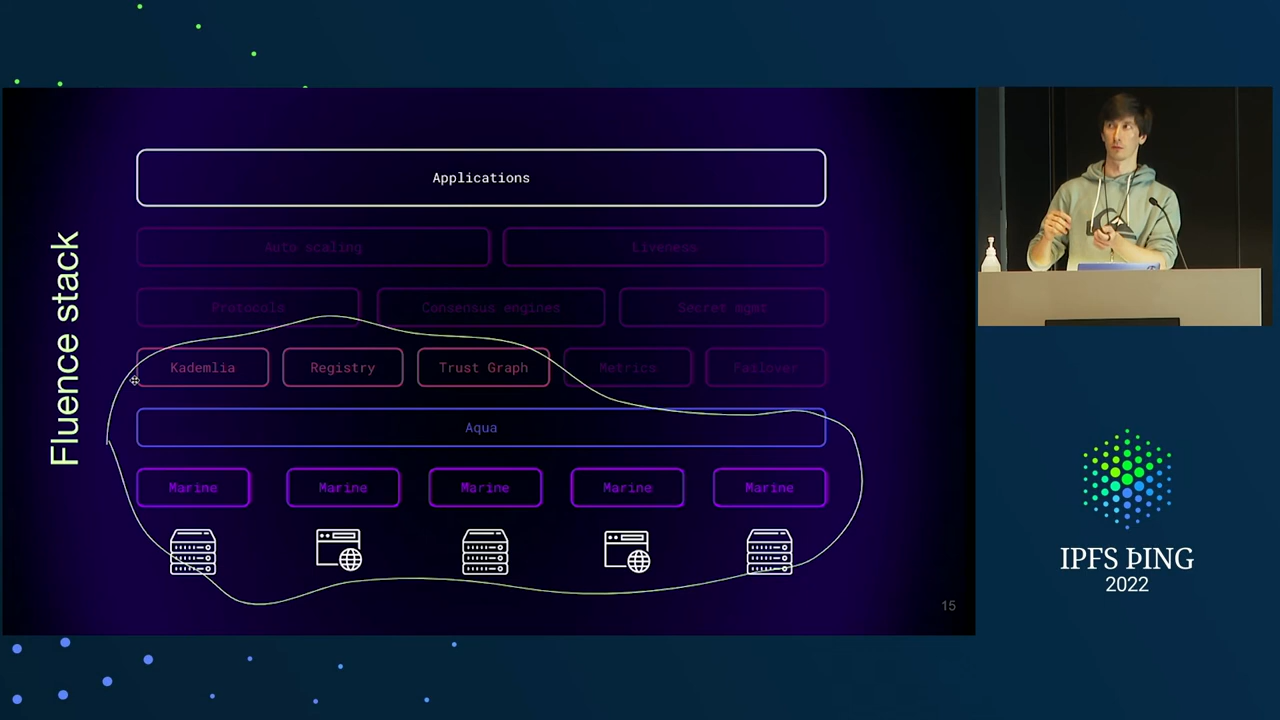 Fluence stack
Applications
Auto scaling
Liveness
Protocols
Consensus engines
Secret mgmt
Kademlia
Registry
Trust Graph
Metrics
Failover
Aqua
Marine
Marine
Marine
Marine
Marine
15
IPFS ÞING
2022